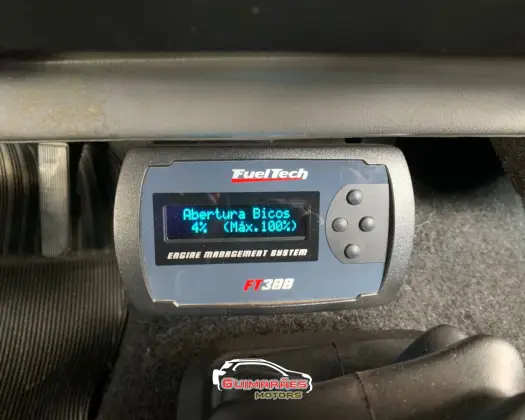 FuelTech
Abertura Bicos
4% (Máx.100%)
ENGINE MANAGEMENT SYSTEM
FT300
GUIMARÃES
MOTORS